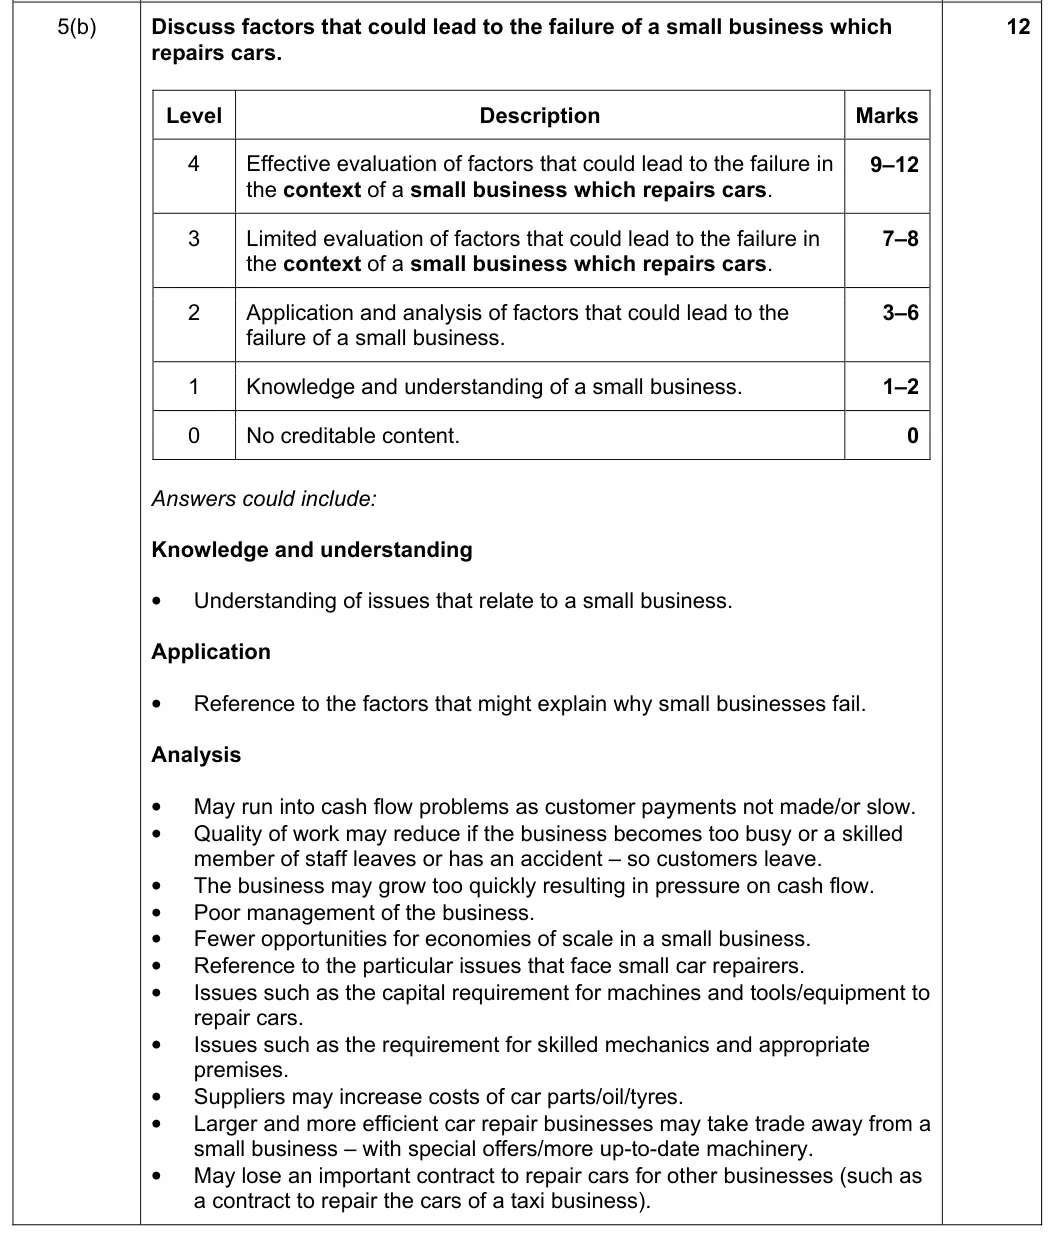 5(b)
Discuss factors that could lead to the failure of a small business which
repairs cars.
12
Level Description Marks
4 Effective evaluation of factors that could lead to the failure in
the context of a small business which repairs cars.
9–12
3 Limited evaluation of factors that could lead to the failure in
the context of a small business which repairs cars.
7–8
2 Application and analysis of factors that could lead to the
failure of a small business.
3–6
1 Knowledge and understanding of a small business. 1–2
0 No creditable content. 0
Answers could include:
Knowledge and understanding
• Understanding of issues that relate to a small business.
Application
• Reference to the factors that might explain why small businesses fail.
Analysis
• May run into cash flow problems as customer payments not made/or slow.
• Quality of work may reduce if the business becomes too busy or a skilled
member of staff leaves or has an accident – so customers leave.
• The business may grow too quickly resulting in pressure on cash flow.
• Poor management of the business.
• Fewer opportunities for economies of scale in a small business.
• Reference to the particular issues that face small car repairers.
• Issues such as the capital requirement for machines and tools/equipment to
repair cars.
• Issues such as the requirement for skilled mechanics and appropriate
premises.
• Suppliers may increase costs of car parts/oil/tyres.
• Larger and more efficient car repair businesses may take trade away from a
small business – with special offers/more up-to-date machinery.
• May lose an important contract to repair cars for other businesses (such as
a contract to repair the cars of a taxi business).